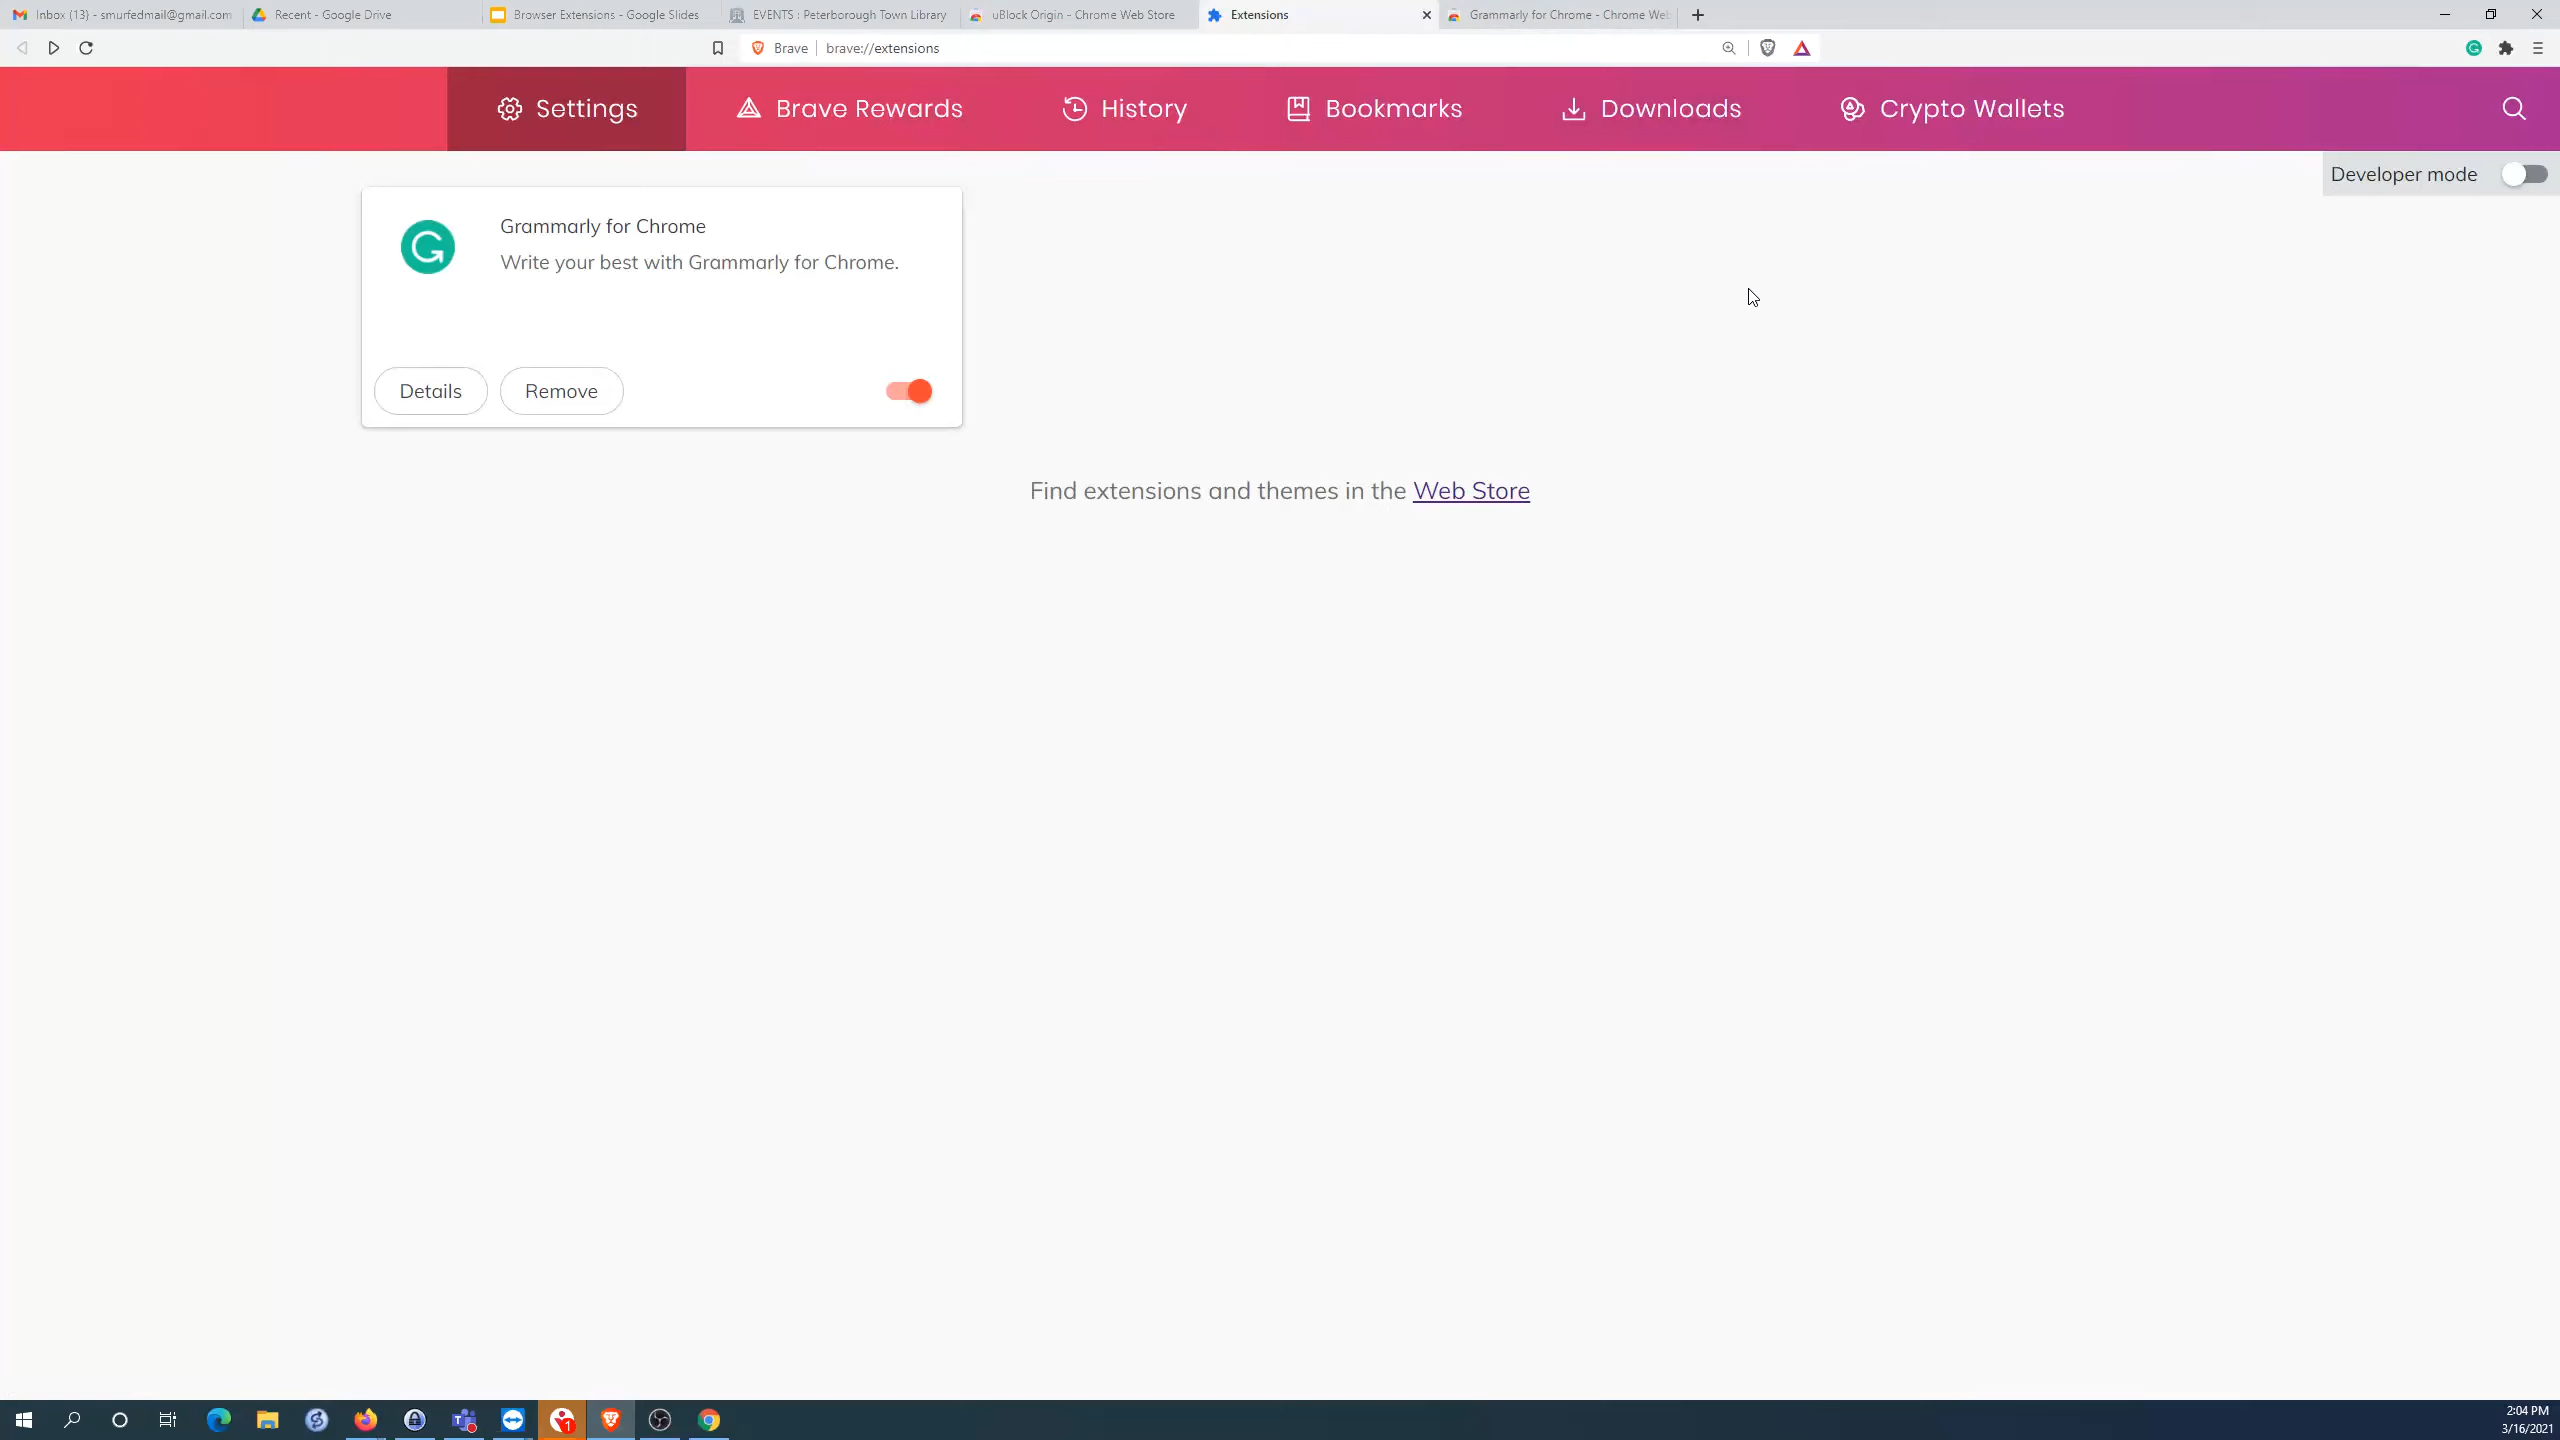 Inbox (13) - smurfedmail@gmail.com
Recent - Google Drive
Browser Extensions - Google Slides
EVENTS : Peterborough Town Library
uBlock Origin - Chrome Web Store
Extensions
Grammarly for Chrome - Chrome Web
Brave
brave://extensions
Settings
Brave Rewards
History
Bookmarks
Downloads
Crypto Wallets
Developer mode
Grammarly for Chrome
Write your best with Grammarly for Chrome.
Details
Remove
Find extensions and themes in the Web Store
1
2:04 PM
3/16/2021